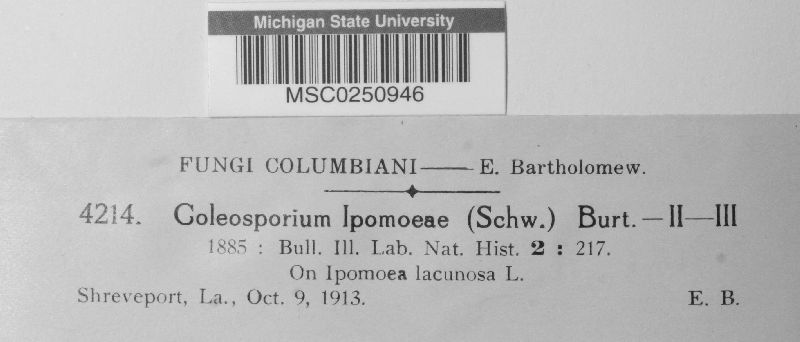 Michigan State University
MSC0250946
FUNGI COLUMBIANI—E. Bartholomew.
4214. Coleosporium Ipomoeae (Schw.) Burt.—II—III
1885 : Bull. Ill. Lab. Nat. Hist. 2 : 217.
On Ipomoea lacunosa L.
Shreveport, La., Oct. 9, 1913. E. B.